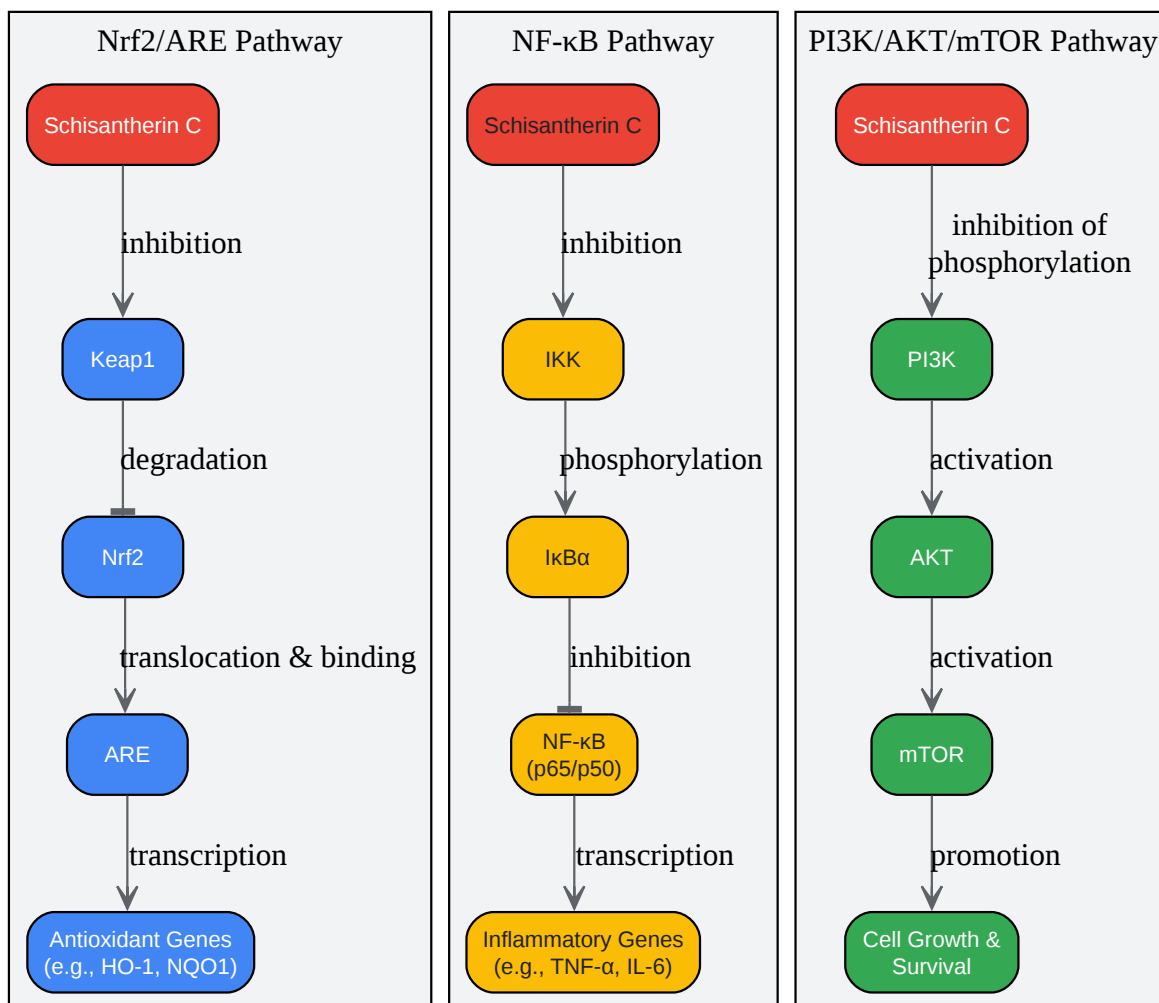 Nrf2/ARE Pathway
Schisantherin C
inhibition
Keap1
degradation
Nrf2
translocation & binding
ARE
transcription
Antioxidant Genes
(e.g., HO-1, NQO1)
NF-κB Pathway
Schisantherin C
inhibition
IKK
phosphorylation
IκBα
inhibition
NF-κB
(p65/p50)
transcription
Inflammatory Genes
(e.g., TNF-α, IL-6)
PI3K/AKT/mTOR Pathway
Schisantherin C
inhibition of
phosphorylation
PI3K
activation
AKT
activation
mTOR
promotion
Cell Growth &
Survival